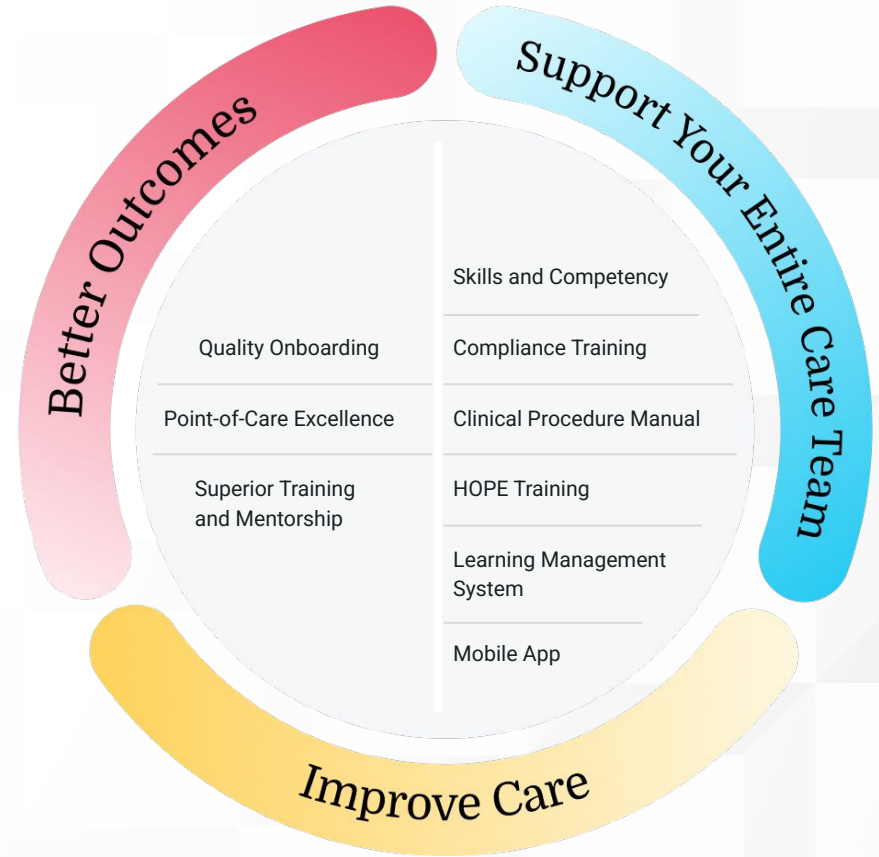 Better Outcomes
Support Your Entire Care Team
Quality Onboarding
Point-of-Care Excellence
Superior Training
and Mentorship
Skills and Competency
Compliance Training
Clinical Procedure Manual
HOPE Training
Learning Management
System
Mobile App
Improve Care